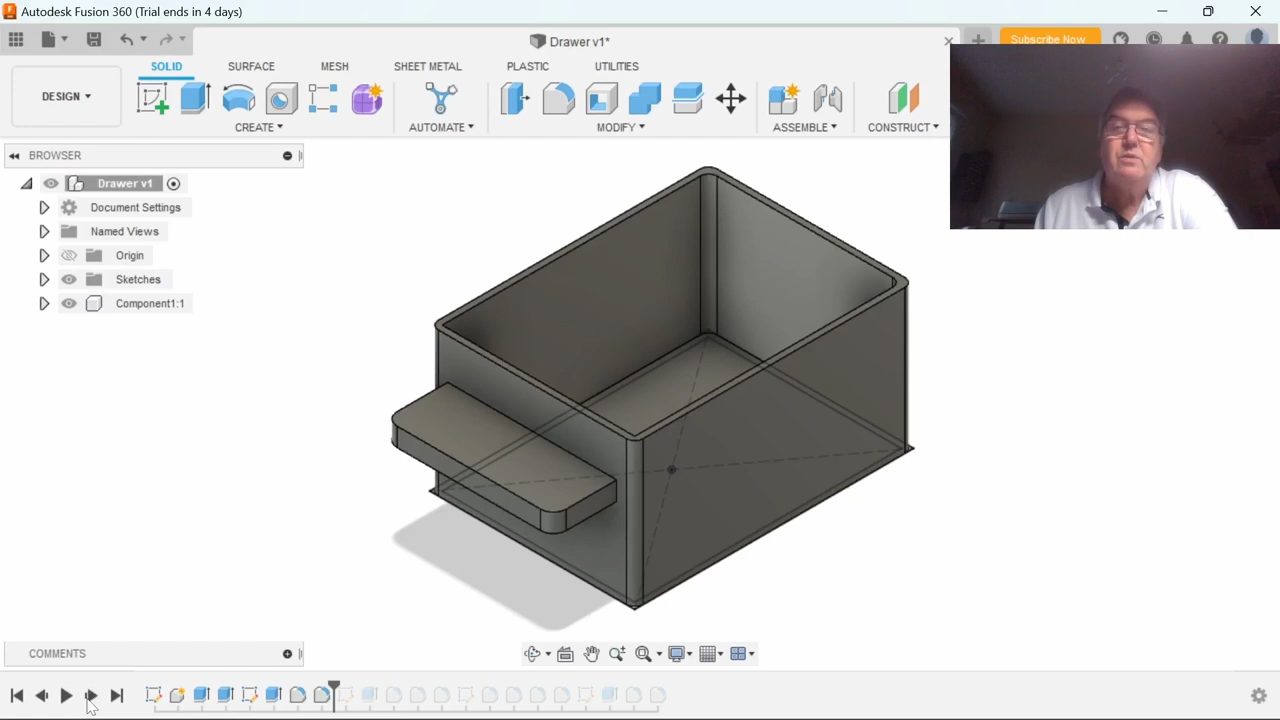 Autodesk Fusion 360 (Trial ends in 4 days)
Drawer v1*
Subscribe Now
SOLID
SURFACE
MESH
SHEET METAL
PLASTIC
UTILITIES
DESIGN
CREATE
AUTOMATE
MODIFY
ASSEMBLE
CONSTRUCT
BROWSER
Drawer v1
Document Settings
Named Views
Origin
Sketches
Component1:1
COMMENTS